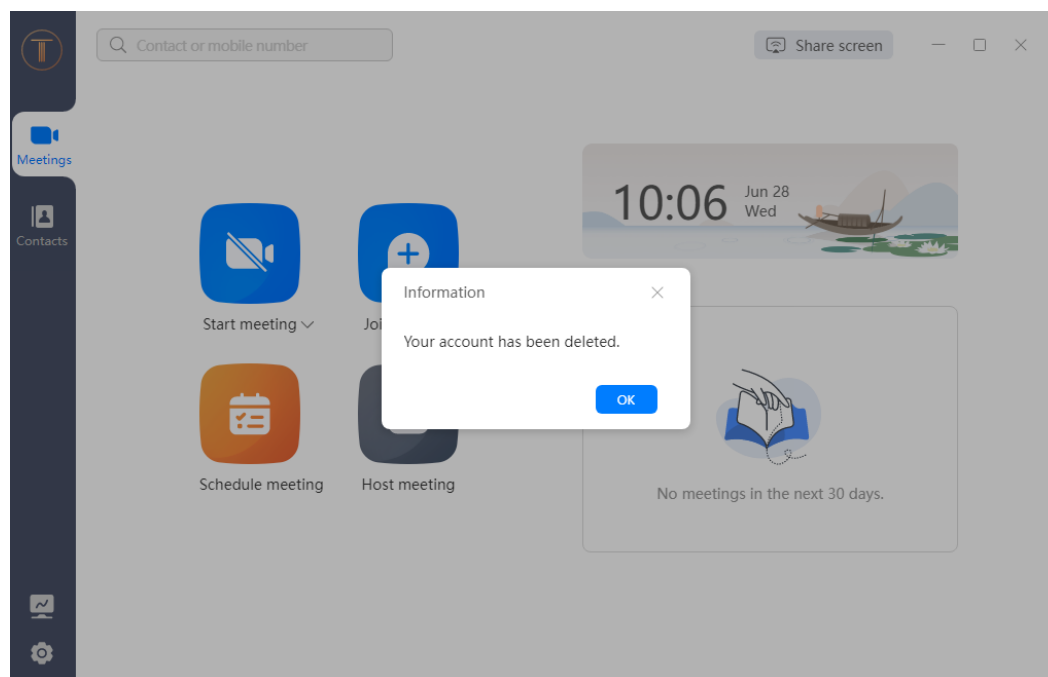 Contact or mobile number
Share screen
Meetings
Contacts
10:06
Jun 28
Wed
Start meeting
Joi
Information
Your account has been deleted.
OK
Schedule meeting
Host meeting
No meetings in the next 30 days.